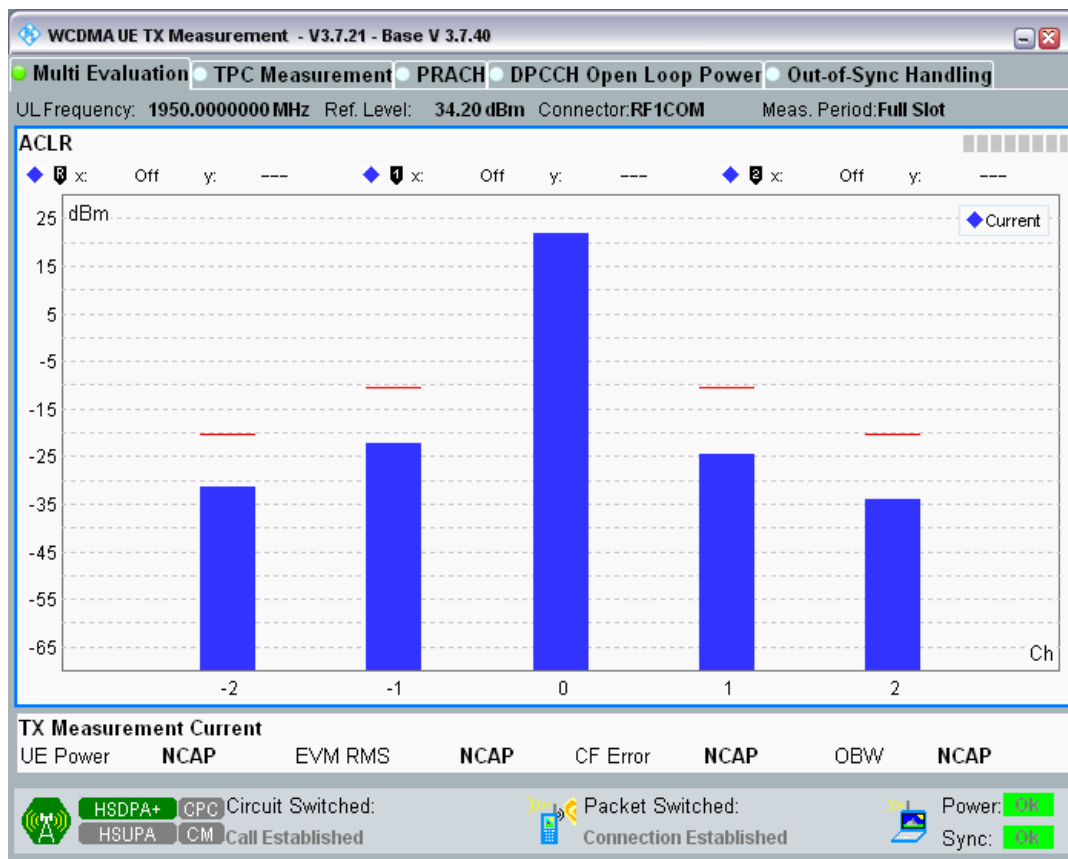 WCDMA UE TX Measurement - V3.7.21 - Base V 3.7.40
Multi Evaluation TPC Measurement PRACH DPCCH Open Loop Power Out-of-Sync Handling
UL Frequency: 1950.0000000 MHz Ref. Level: 34.20 dBm Connector:RF1COM Meas. Period:Full Slot
ACLR
R x: Off y: --- 1 x: Off y: --- 2 x: Off y: ---
dBm
Current
25
15
5
-5
-15
-25
-35
-45
-55
-65
Ch
-2 -1 0 1 2
TX Measurement Current
UE Power NCAP EVM RMS NCAP CF Error NCAP OBW NCAP
HSDPA+ CPC Circuit Switched: Packet Switched: Power: OK
HSUPA CM Call Established Connection Established Sync: OK